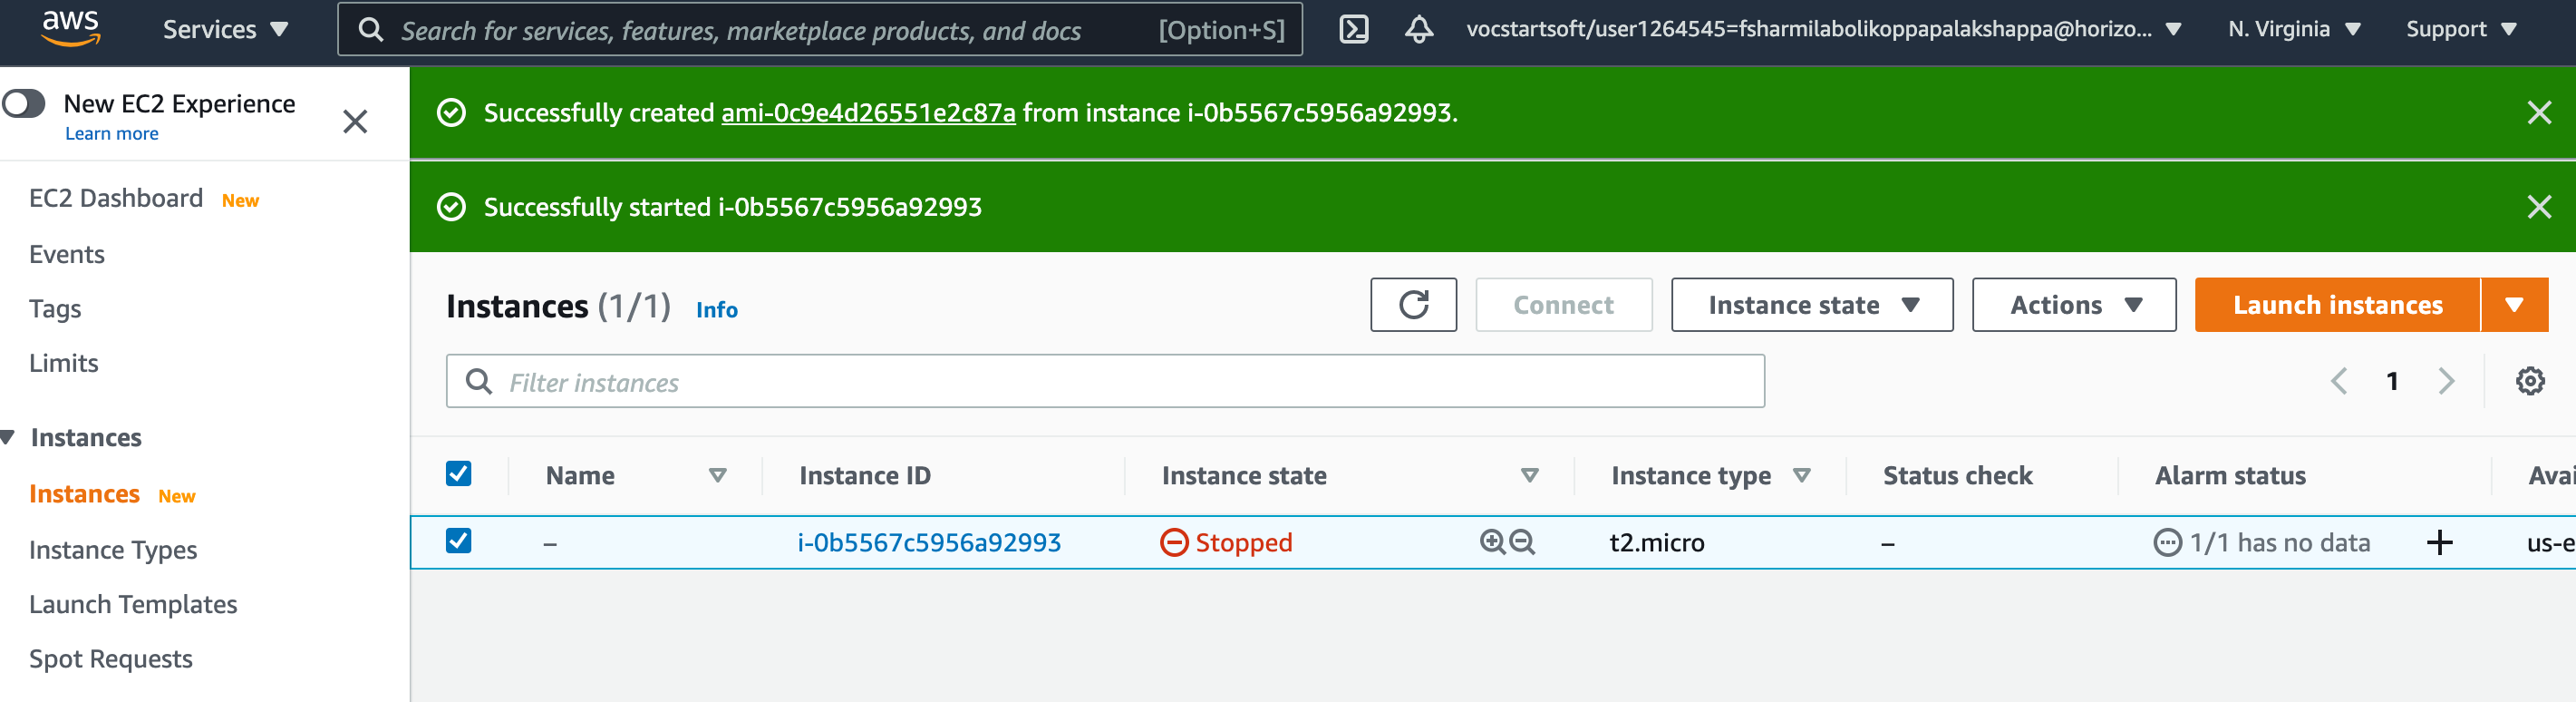 aws
Services
Search for services, features, marketplace products, and docs [Option+S]
vocstartsoft/user1264545=fsharmilabolikoppapalakshappa@horizo...
N. Virginia
Support
New EC2 Experience
Learn more
EC2 Dashboard New
Events
Tags
Limits
Instances
Instances New
Instance Types
Launch Templates
Spot Requests
Successfully created ami-0c9e4d26551e2c87a from instance i-0b5567c5956a92993.
Successfully started i-0b5567c5956a92993
Instances (1/1) Info
Connect
Instance state
Actions
Launch instances
Filter instances
1
Name Instance ID Instance state Instance type Status check Alarm status Avai
– i-0b5567c5956a92993 Stopped t2.micro – 1/1 has no data + us-e